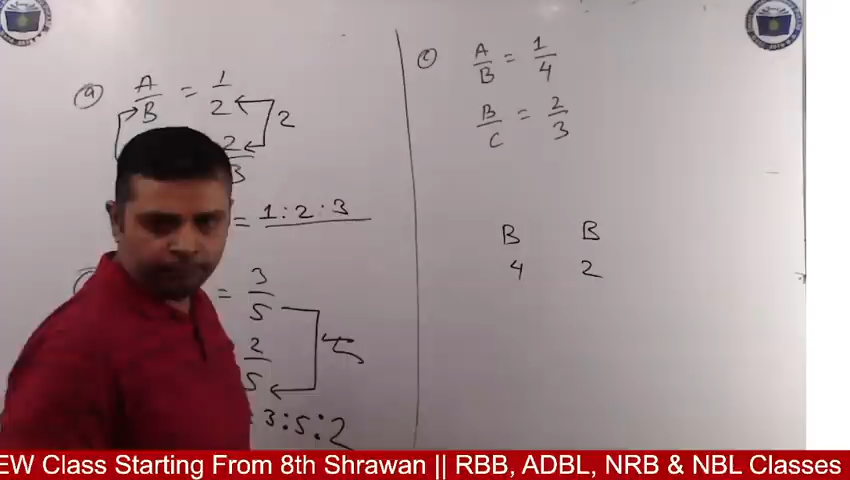 a) A/B = 1/2
2
2/3
= 1:2:3
= 3/5
2/5
5
3:5:2
c) A/B = 1/4
B/C = 2/3
B B
4 2
EW Class Starting From 8th Shrawan || RBB, ADBL, NRB & NBL Classes